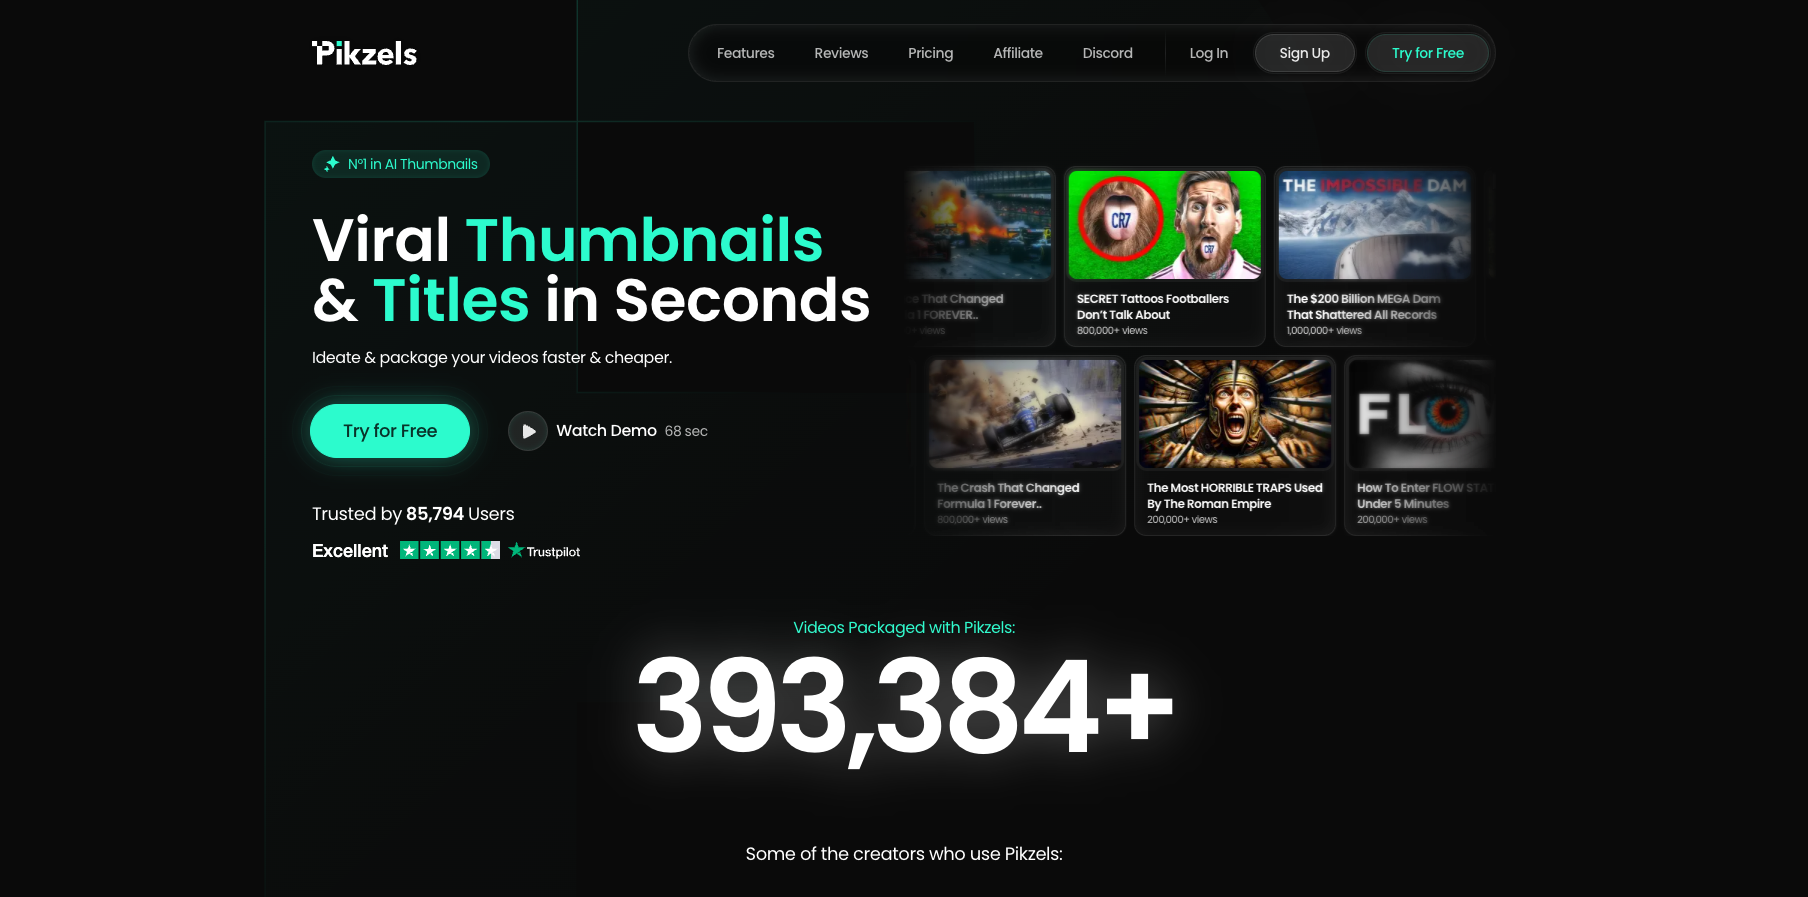 Pikzels
Features
Reviews
Pricing
Affiliate
Discord
Log In
Sign Up
Try for Free
Nº1 in AI Thumbnails
Viral Thumbnails
& Titles in Seconds
Ideate & package your videos faster & cheaper.
Try for Free
Watch Demo 68 sec
Trusted by 85,794 Users
Excellent
Trustpilot
That Changed
1 FOREVER..
views
CR7
CR7
SECRET Tattoos Footballers
Don't Talk About
800,000+ views
THE IMPOSSIBLE DAM
The $200 Billion MEGA Dam
That Shattered All Records
1,000,000+ views
The Crash That Changed
Formula 1 Forever..
800,000+ views
The Most HORRIBLE TRAPS Used
By The Roman Empire
200,000+ views
FLO
How To Enter FLOW
Under 5 Minutes
200,000+ views
Videos Packaged with Pikzels:
393,384+
Some of the creators who use Pikzels: